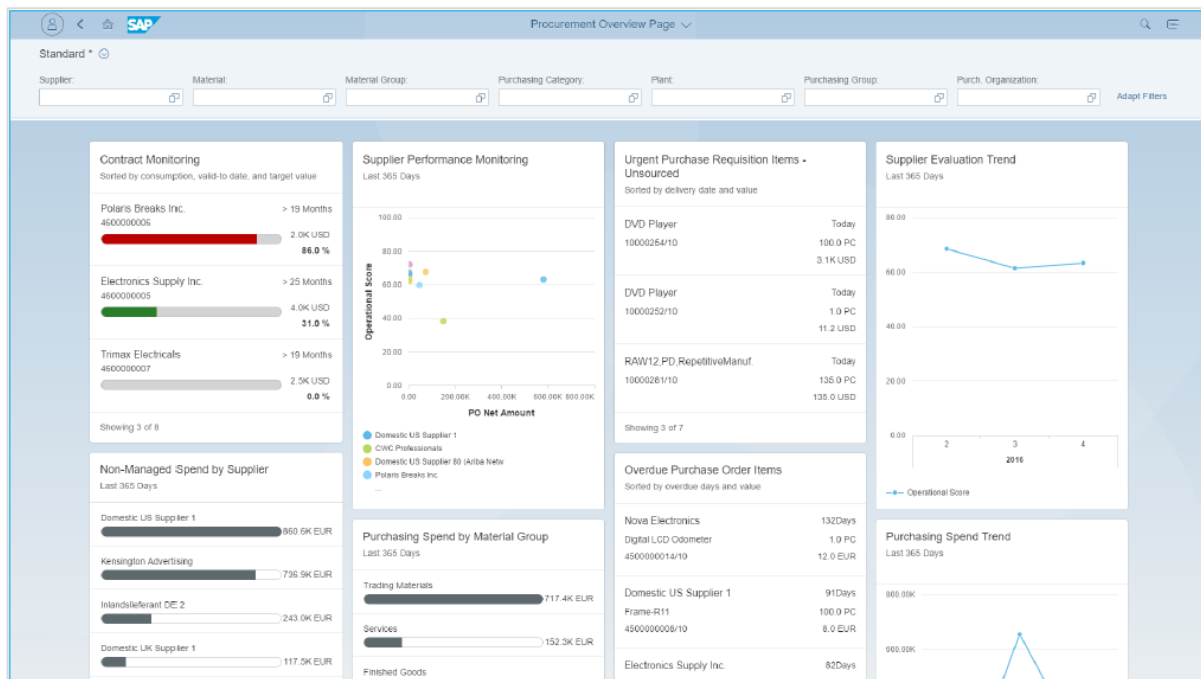 SAP
Procurement Overview Page
Standard *
Supplier:
Material:
Material Group:
Purchasing Category:
Plant:
Purchasing Group:
Purch. Organization:
Adapt Filters
Contract Monitoring
Sorted by consumption, valid-to date, and target value
Polaris Breaks Inc.
> 19 Months
4600000006
2.0K USD
86.0 %
Electronics Supply Inc.
> 25 Months
4600000005
4.0K USD
31.0 %
Trimax Electricals
> 19 Months
4600000007
2.5K USD
0.0 %
Showing 3 of 8
Non-Managed Spend by Supplier
Last 365 Days
Domestic US Supplier 1
860.6K EUR
Kensington Advertising
736.9K EUR
Inlandslieferant DE 2
243.0K EUR
Domestic UK Supplier 1
117.5K EUR
Supplier Performance Monitoring
Last 365 Days
100.00
80.00
60.00
40.00
20.00
0.00
Operational Score
0.00
200.00K
400.00K
600.00K
800.00K
PO Net Amount
Domestic US Supplier 1
CWC Professionals
Domestic US Supplier 80 (Ariba Netw
Polaris Breaks Inc.
...
Purchasing Spend by Material Group
Last 365 Days
Trading Materials
717.4K EUR
Services
152.3K EUR
Finished Goods
Urgent Purchase Requisition Items -
Unsourced
Sorted by delivery date and value
DVD Player
Today
10000254/10
100.0 PC
3.1K USD
DVD Player
Today
10000252/10
1.0 PC
11.2 USD
RAW12,PD,RepetitiveManuf.
Today
10000281/10
135.0 PC
135.0 USD
Showing 3 of 7
Overdue Purchase Order Items
Sorted by overdue days and value
Nova Electronics
132Days
Digital LCD Odometer
1.0 PC
4500000014/10
12.0 EUR
Domestic US Supplier 1
91Days
Frame-R11
100.0 PC
4500000008/10
8.0 EUR
Electronics Supply Inc.
82Days
Supplier Evaluation Trend
Last 365 Days
80.00
60.00
40.00
20.00
0.00
2
3
4
2016
Operational Score
Purchasing Spend Trend
Last 365 Days
800.00K
600.00K